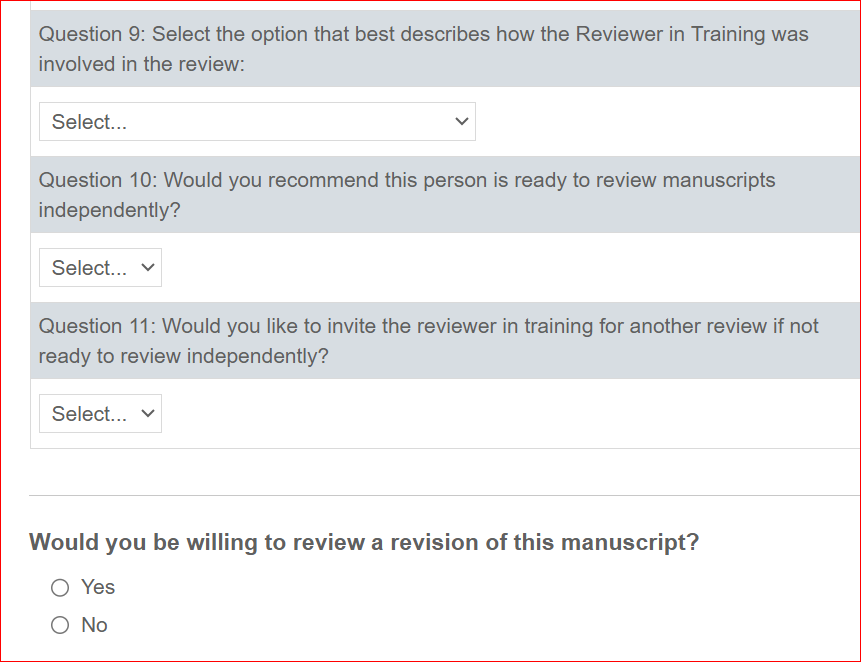 Question 9: Select the option that best describes how the Reviewer in Training was
involved in the review:
Select...
Question 10: Would you recommend this person is ready to review manuscripts
independently?
Select...
Question 11: Would you like to invite the reviewer in training for another review if not
ready to review independently?
Select...
Would you be willing to review a revision of this manuscript?
Yes
No